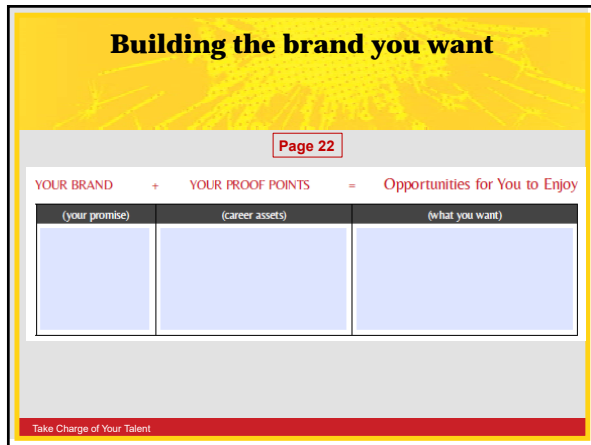 Building the brand you want
Page 22
YOUR BRAND + YOUR PROOF POINTS = Opportunities for You to Enjoy
(your promise) (career assets) (what you want)
Take Charge of Your Talent